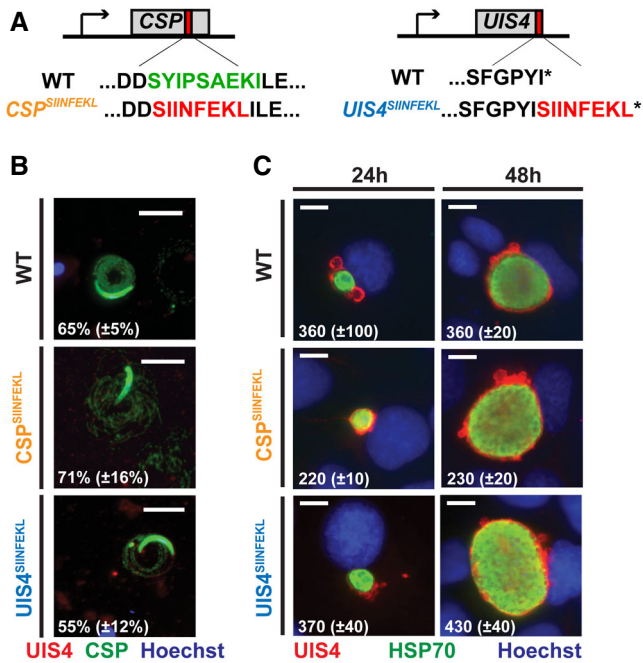 A
CSP
UIS4
WT ...DDSYIPSAEKILE...
CSP^SIINFEKL ...DDSIINFEKLILE...
WT ...SFGPYI*
UIS4^SIINFEKL ...SFGPYISIINFEKL*
B
C
24h
48h
WT
65% (±5%)
360 (±100)
360 (±20)
CSP^SIINFEKL
71% (±16%)
CSP^SIINFEKL
220 (±10)
230 (±20)
UIS4^SIINFEKL
55% (±12%)
UIS4^SIINFEKL
370 (±40)
430 (±40)
WT
UIS4 CSP Hoechst
UIS4 HSP70 Hoechst